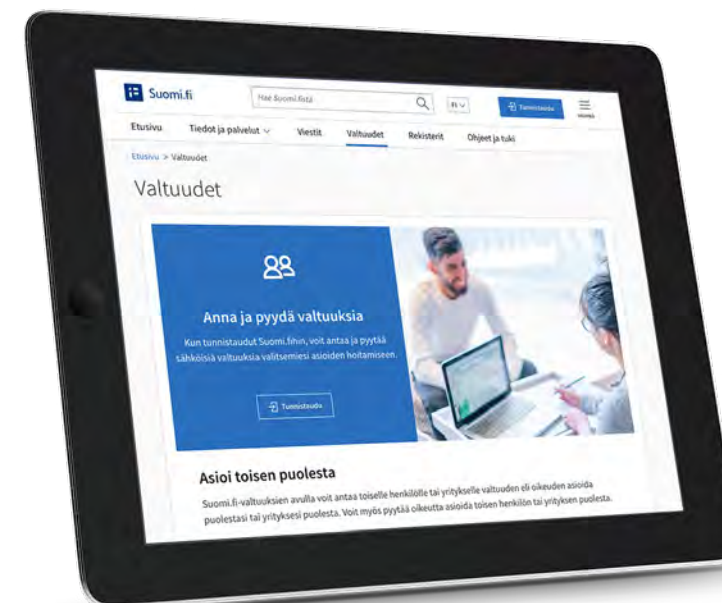 Suomi.fi
Hae Suomi.fistä
FI
Tunnistaudu
Etusivu Tiedot ja palvelut Viestit Valtuudet Rekisterit Ohjeet ja tuki
Etusivu > Valtuudet
Valtuudet
Anna ja pyydä valtuuksia
Kun tunnistaudut Suomi.fihin, voit antaa ja pyytää
sähköisiä valtuuksia valitsemiesi asioiden hoitamiseen.
Tunnistaudu
Asioi toisen puolesta
Suomi.fi-valtuuksien avulla voit antaa toiselle henkilölle tai yritykselle valtuuden eli oikeuden asioida
puolestasi tai yrityksesi puolesta. Voit myös pyytää oikeutta asioida toisen henkilön tai yrityksen puolesta.